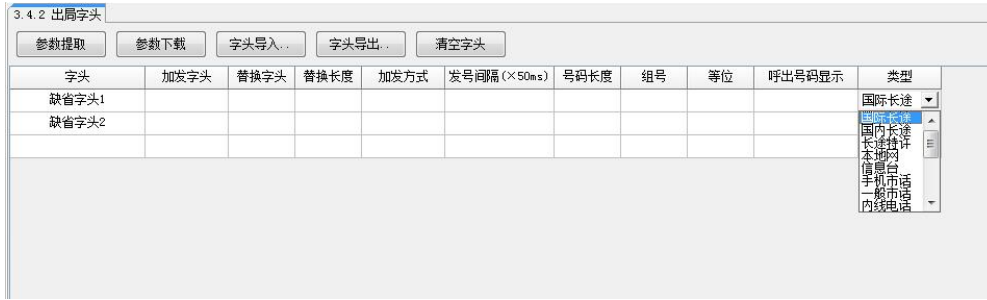 3.4.2 出局字头
参数提取 参数下载 字头导入.. 字头导出.. 清空字头
字头 加发字头 替换字头 替换长度 加发方式 发号间隔(×50ms) 号码长度 组号 等位 呼出号码显示 类型
缺省字头1 国际长途
缺省字头2 国际长途
国内长途
长途特许
本地网
信息台
手机市话
一般市话
内线电话